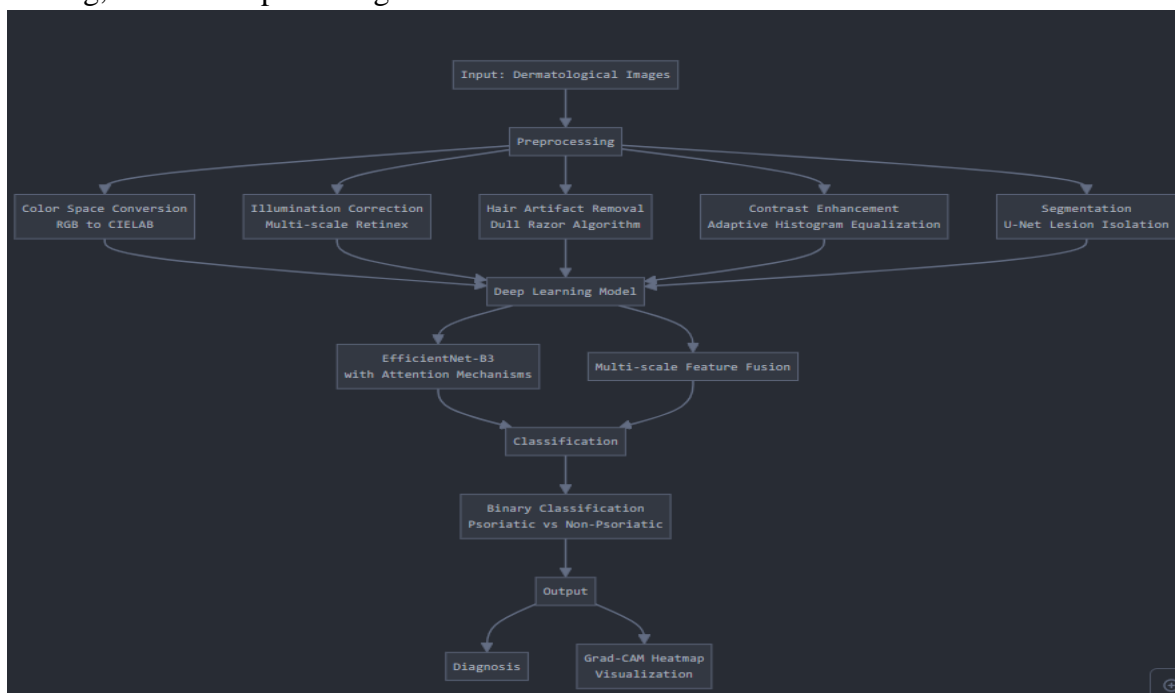 Input: Dermatological Images
Preprocessing
Color Space Conversion
RGB to CIELAB
Illumination Correction
Multi-scale Retinex
Hair Artifact Removal
Dull Razor Algorithm
Contrast Enhancement
Adaptive Histogram Equalization
Segmentation
U-Net Lesion Isolation
Deep Learning Model
EfficientNet-B3
with Attention Mechanisms
Multi-scale Feature Fusion
Classification
Binary Classification
Psoriatic vs Non-Psoriatic
Output
Diagnosis
Grad-CAM Heatmap
Visualization